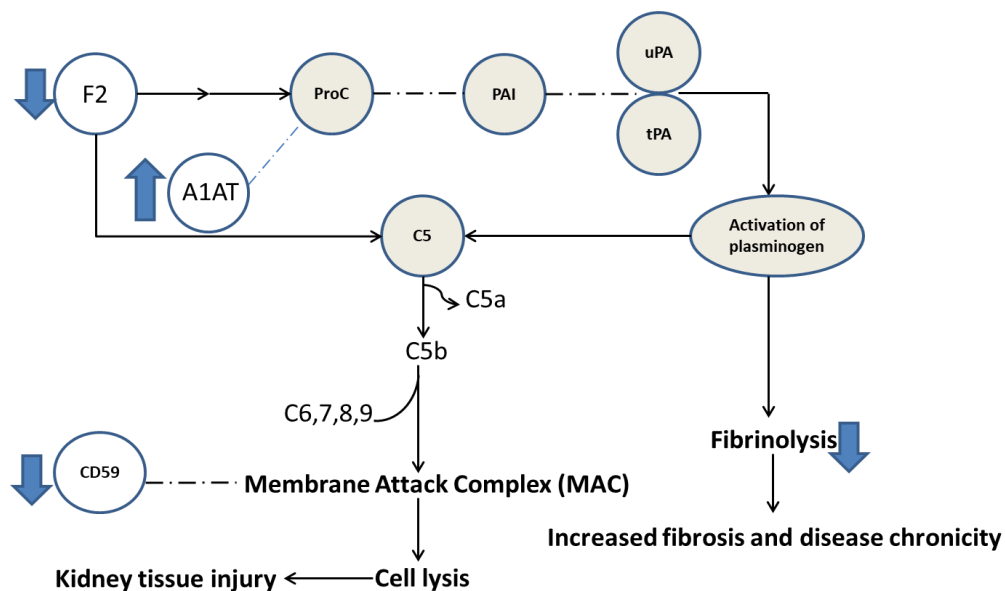 uPA
F2
ProC
PAI
tPA
A1AT
C5
Activation of
plasminogen
C5a
C5b
C6,7,8,9
Fibrinolysis
CD59
Membrane Attack Complex (MAC)
Increased fibrosis and disease chronicity
Kidney tissue injury
Cell lysis